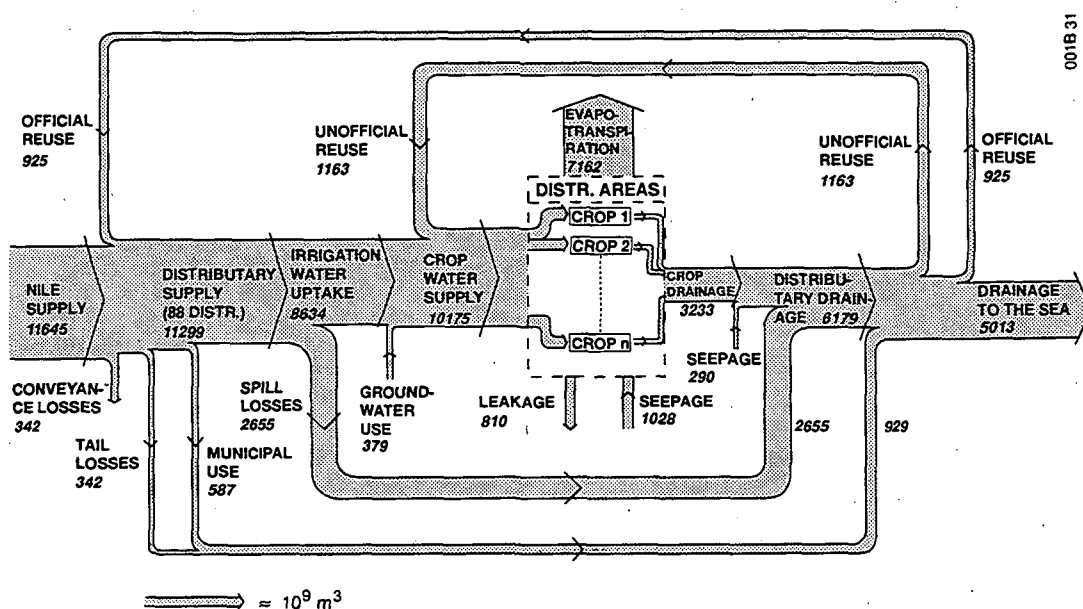 001B 31
OFFICIAL
REUSE
925
UNOFFICIAL
REUSE
1163
EVAPO-
TRANSPI-
RATION
7162
UNOFFICIAL
REUSE
1163
OFFICIAL
REUSE
925
DISTR. AREAS
CROP 1
CROP 2
CROP n
NILE
SUPPLY
11645
DISTRIBUTARY
SUPPLY
(88 DISTR.)
11299
IRRIGATION
WATER
UPTAKE
8634
CROP
WATER
SUPPLY
10175
CROP
DRAINAGE
3233
DISTRIBU-
TARY DRAIN-
AGE 6179
DRAINAGE
TO THE SEA
5013
CONVEYAN-
CE LOSSES
342
TAIL
LOSSES
342
MUNICIPAL
USE
587
SPILL
LOSSES
2655
GROUND-
WATER
USE
379
LEAKAGE
810
SEEPAGE
1028
SEEPAGE
290
2655
929
≈ 10⁹ m³